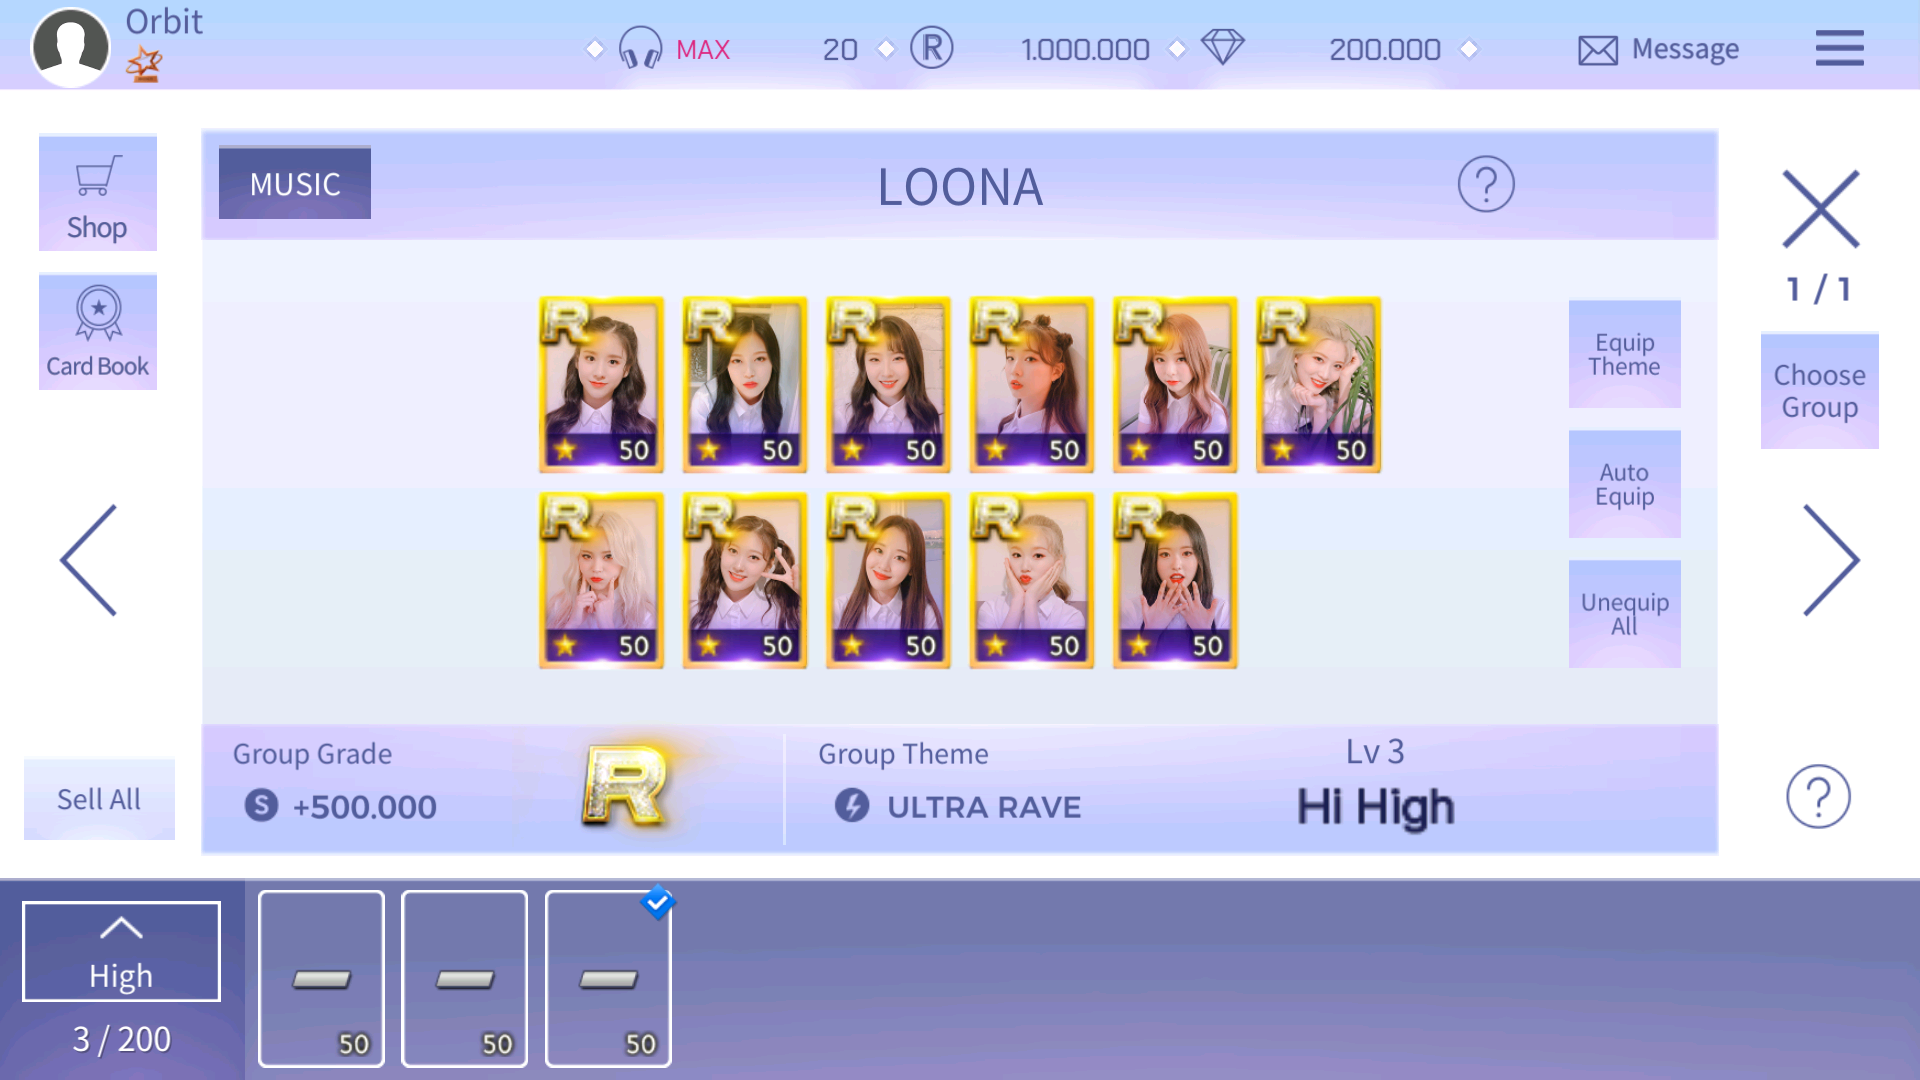 Orbit
MAX
20
R
1.000.000
200.000
Message
Shop
Card Book
MUSIC
LOONA
?
1 / 1
Choose
Group
R R R R R R
50 50 50 50 50 50
R R R R R
50 50 50 50 50
Equip
Theme
Auto
Equip
Unequip
All
Sell All
Group Grade
S +500.000
R
Group Theme
ULTRA RAVE
Lv 3
Hi High
?
High
3 / 200
50 50 50